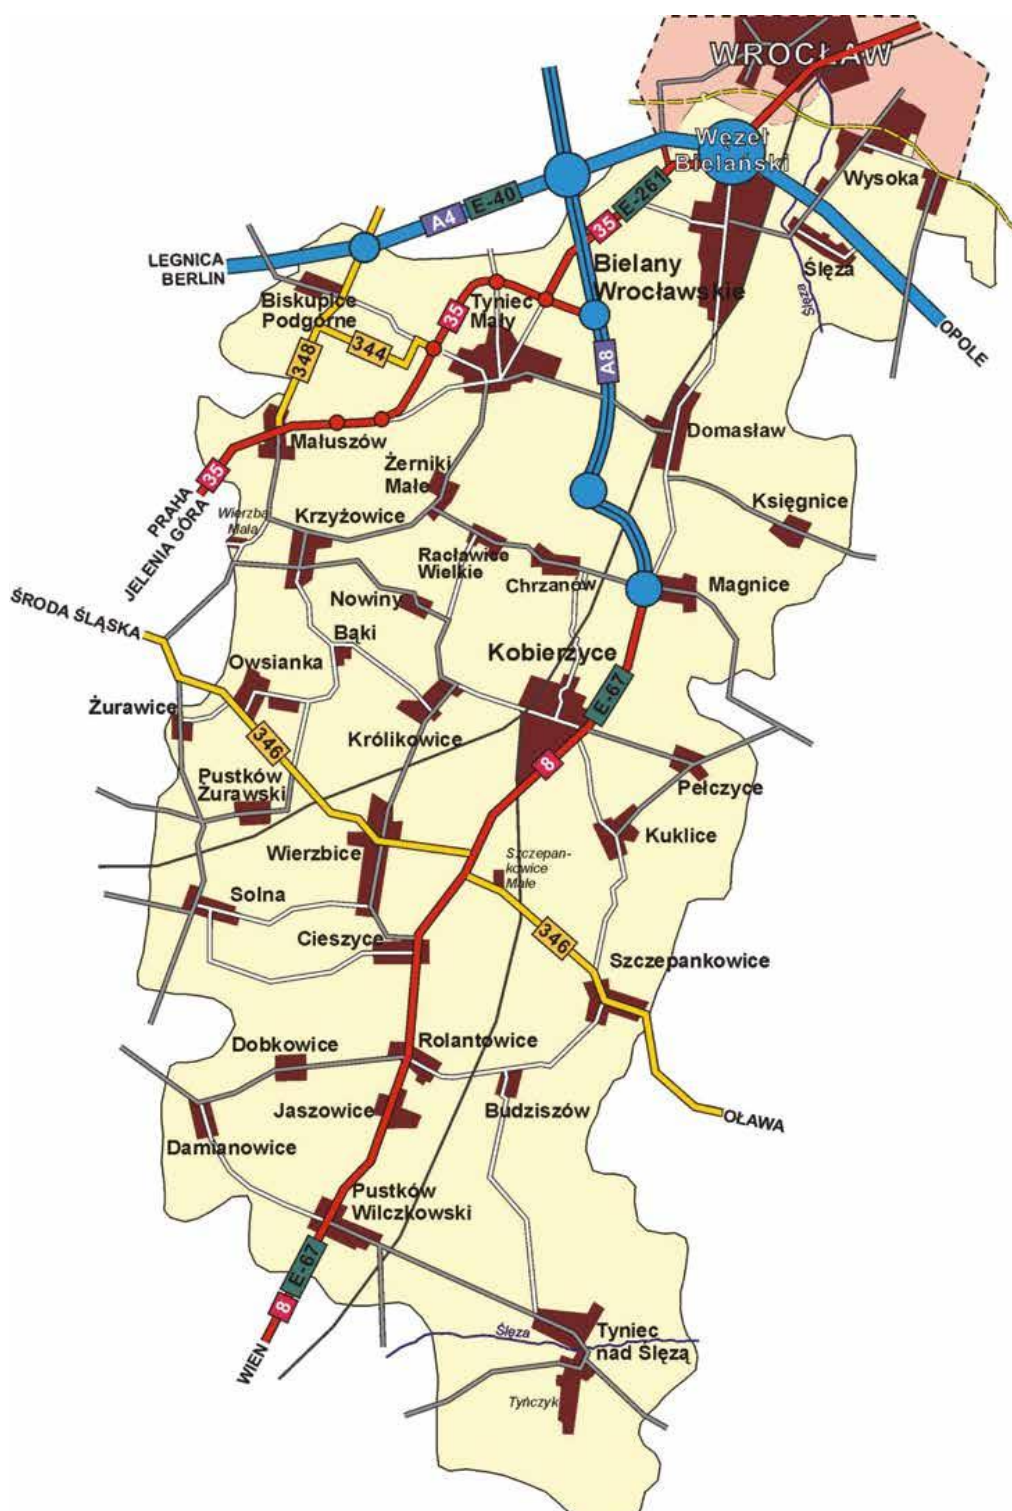 WROCŁAW
Węzeł
Bielański
Wysoka
E-40
A4
E-261
35
LEGNICA
BERLIN
Bielany
Wrocławskie
Ślęza
Ślęza
Biskupice
Podgórne
Tyniec
Mały
35
OPOLE
344
348
A8
Małuszów
Domasław
35
PRAHA
JELENIA GÓRA
Żerniki
Małe
Księgnice
Wierzba
Mała
Krzyżowice
Racławice
Wielkie
Chrzanów
Magnice
ŚRODA ŚLĄSKA
Nowiny
Bąki
Kobierzyce
Owsianka
E-67
Żurawice
346
Królikowice
8
Pustków
Żurawski
Pełczyce
Kuklice
Wierzbice
Szczepan-
kowice
Małe
Solna
Cieszyce
346
Szczepankowice
Dobkowice
Rolantowice
Jaszowice
Budziszów
OŁAWA
Damianowice
Pustków
Wilczkowski
E-67
8
WIEN
Ślęza
Tyniec
nad Ślęzą
Tyńczyk